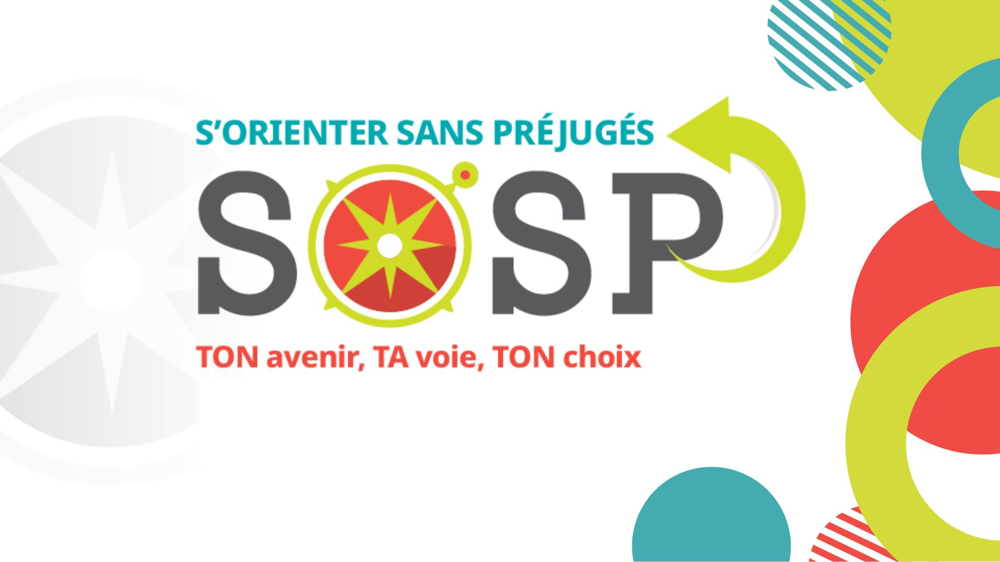 S’ORIENTER SANS PRÉJUGÉS
SOSP
TON avenir, TA voie, TON choix